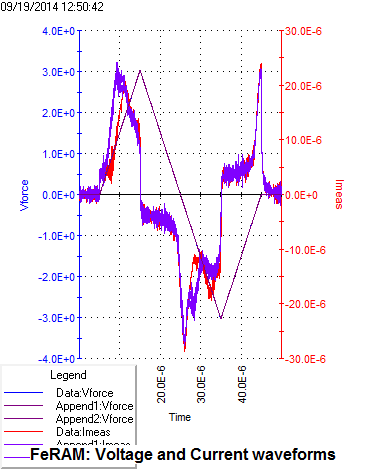 09/19/2014 12:50:42
4.0E+0
3.0E+0
2.0E+0
1.0E+0
0.0E+0
-1.0E+0
-2.0E+0
-3.0E+0
-4.0E+0
Vforce
30.0E-6
20.0E-6
10.0E-6
0.0E+0
-10.0E-6
-20.0E-6
-30.0E-6
Imeas
20.0E-6
30.0E-6
40.0E-6
Time
Legend
Data:Vforce
Append1:Vforce
Append2:Vforce
Data:Imeas
Append1:Imeas
FeRAM: Voltage and Current waveforms